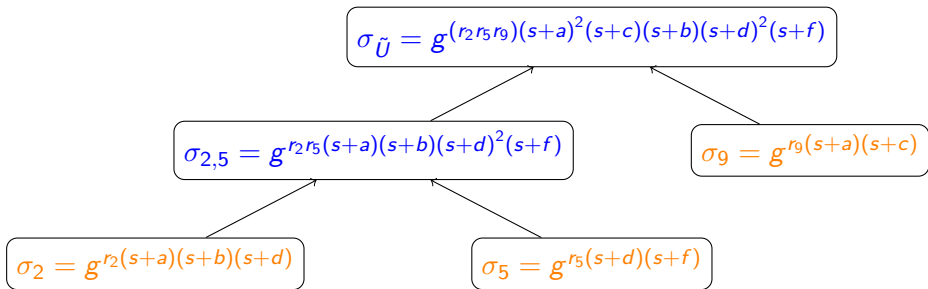 σ_Ũ = g^{(r_2 r_5 r_9)(s+a)^2(s+c)(s+b)(s+d)^2(s+f)}
σ_{2,5} = g^{r_2 r_5(s+a)(s+b)(s+d)^2(s+f)}
σ_9 = g^{r_9(s+a)(s+c)}
σ_2 = g^{r_2(s+a)(s+b)(s+d)}
σ_5 = g^{r_5(s+d)(s+f)}